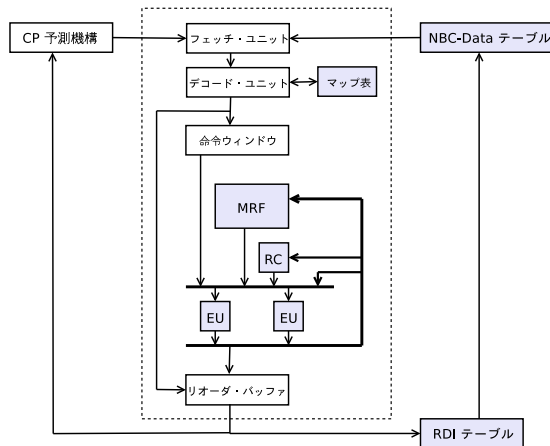 CP 予測機構
フェッチ・ユニット
NBC-Data テーブル
デコード・ユニット
マップ表
命令ウィンドウ
MRF
RC
EU
EU
リオーダ・バッファ
RDI テーブル